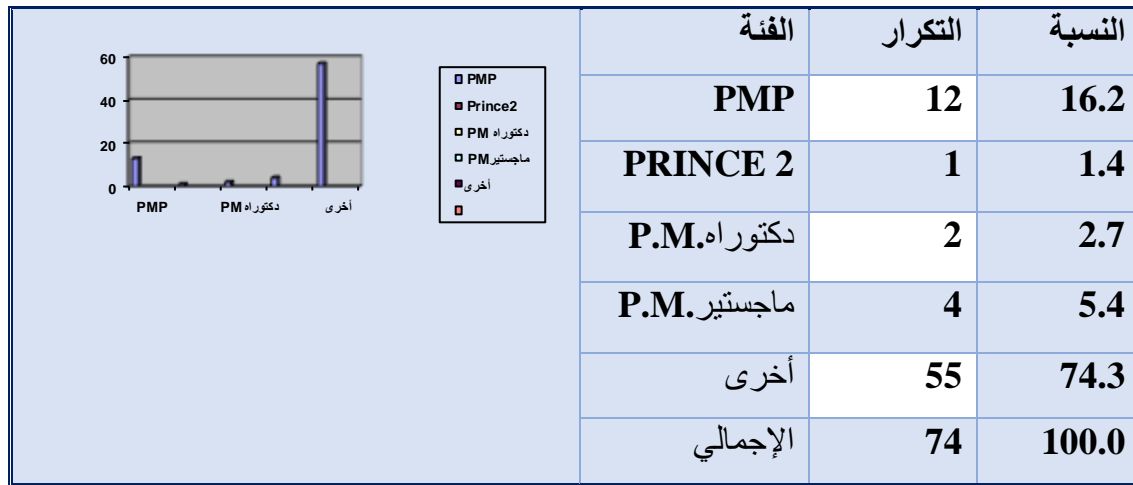 النسبة التكرار الفئة
16.2 12 PMP
1.4 1 PRINCE 2
2.7 2 دكتوراه.P.M
5.4 4 ماجستير.P.M
74.3 55 أخرى
100.0 74 الإجمالي
60
40
20
0
PMP دكتوراه PM أخرى
PMP
Prince2
دكتوراه PM
ماجستير PM
أخرى